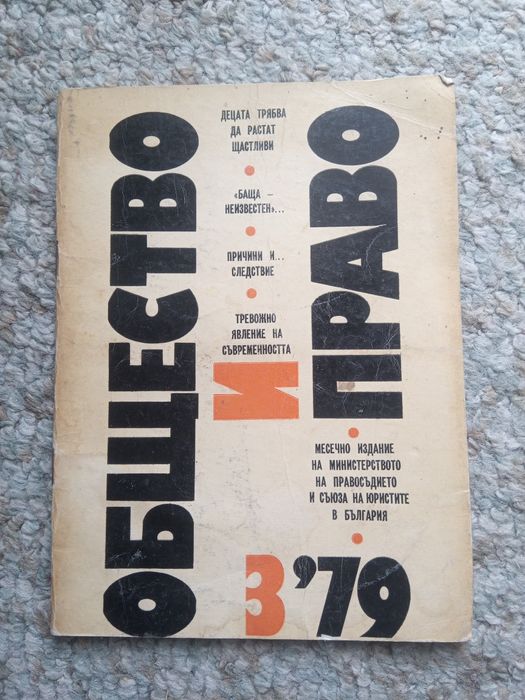 ОБЩЕСТВО
И
ПРАВО
ДЕЦАТА ТРЯБВА
ДА РАСТАТ
ЩАСТЛИВИ
•
«БАЩА –
НЕИЗВЕСТЕН»...
•
ПРИЧИНИ И...
СЛЕДСТВИЕ
•
ТРЕВОЖНО
ЯВЛЕНИЕ НА
СЪВРЕМЕННОСТТА
•
МЕСЕЧНО ИЗДАНИЕ
НА МИНИСТЕРСТВОТО
НА ПРАВОСЪДИЕТО
И СЪЮЗА НА ЮРИСТИТЕ
В БЪЛГАРИЯ
•
3'79